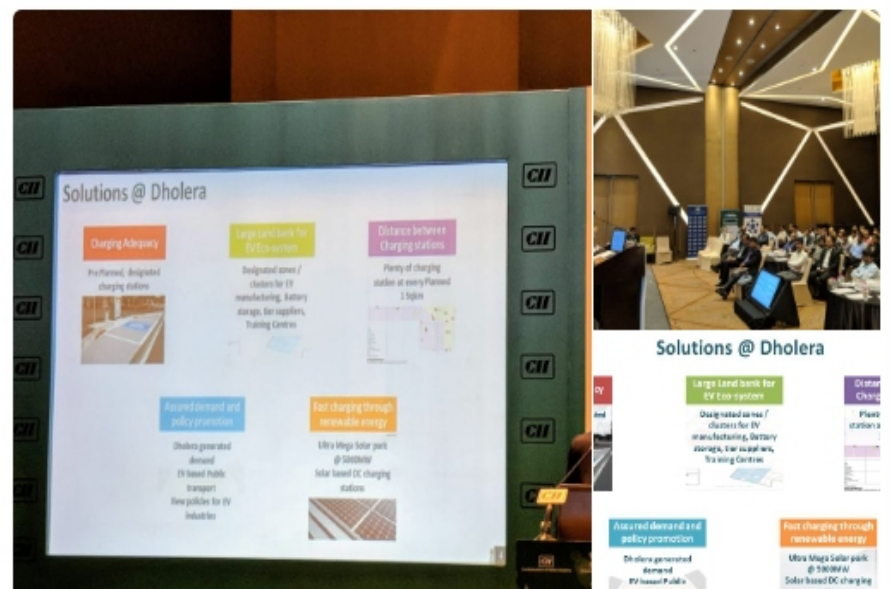 CII
CII
CII
CII
CII
CII
CII
CII
CII
CII
CII
CII
CII
Solutions @ Dholera
Charging Adequacy
Pre Planned, designated
charging stations
Large Land bank for
EV Eco-system
Designated zones /
clusters for EV
manufacturing, Battery
storage, tier suppliers,
Training Centres
Distance between
Charging stations
Plenty of charging
station at every Planned
1 Sqkm
Assured demand and
policy promotion
Dholera generated
demand
EV based Public
transport
New policies for EV
Industries
Fast charging through
renewable energy
Ultra Mega Solar park
@ 5000MW
Solar based DC charging
stations
CII
Solutions @ Dholera
Large Land bank for
EV Eco-system
Designated zones /
clusters for EV
manufacturing, Battery
storage, tier suppliers,
Training Centres
Assured demand and
policy promotion
Dholera generated
demand
EV based Public
Fast charging through
renewable energy
Ultra Mega Solar park
@ 5000MW
Solar based DC charging